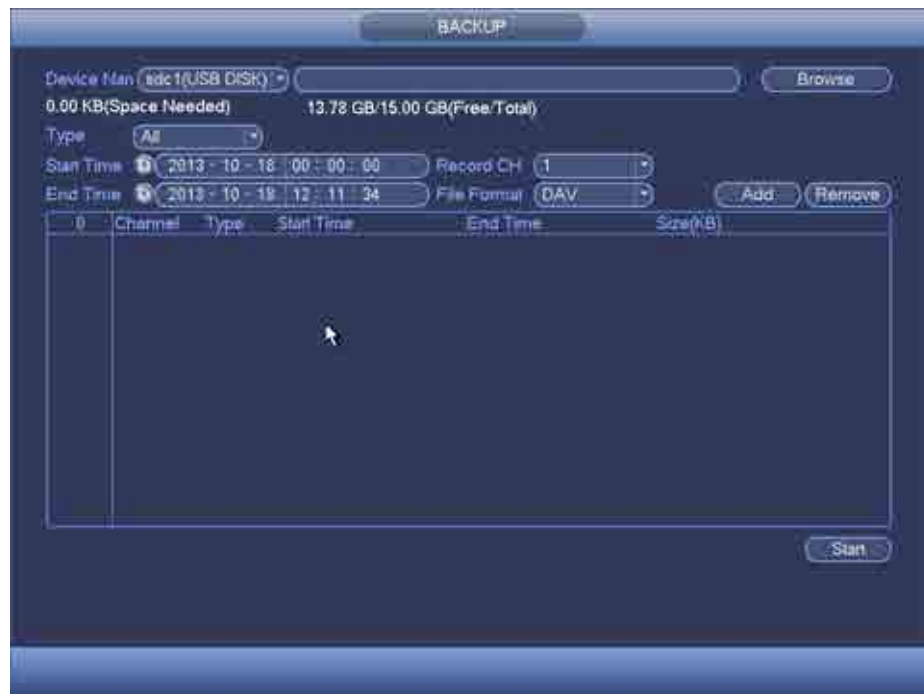 BACKUP
Device Nan sdc1(USB DISK) Browse
0.00 KB(Space Needed) 13.78 GB/15.00 GB(Free/Total)
Type All
Start Time 2013 - 10 - 18 00 : 00 : 00 Record CH 1
End Time 2013 - 10 - 18 12 : 11 : 34 File Format DAV Add Remove
0 Channel Type Start Time End Time Size(KB)
Start